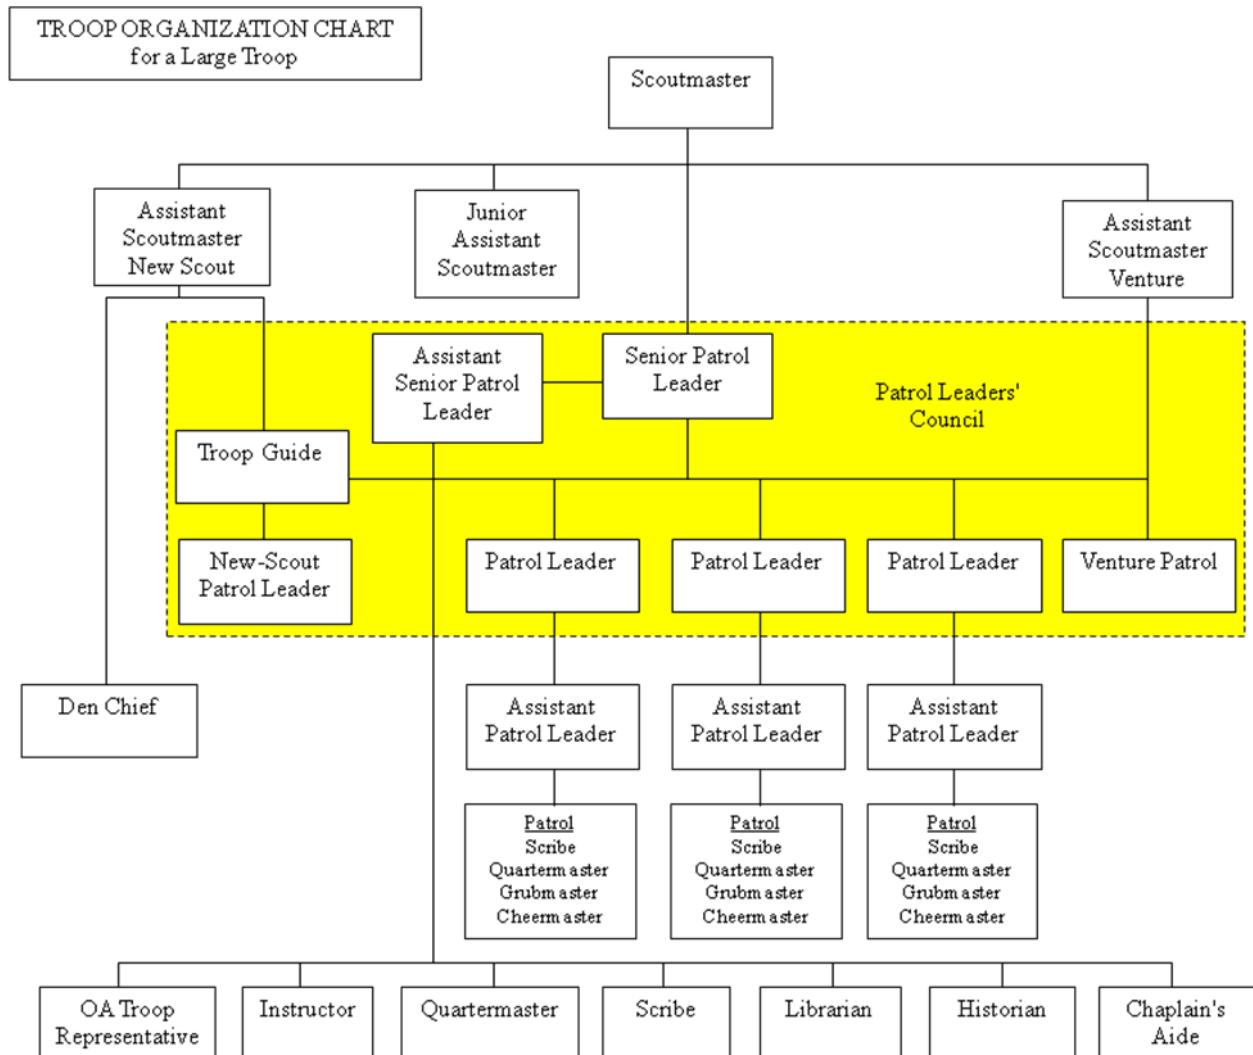 TROOP ORGANIZATION CHART
for a Large Troop
Scoutmaster
Assistant
Scoutmaster
New Scout
Junior
Assistant
Scoutmaster
Assistant
Scoutmaster
Venture
Assistant
Senior Patrol
Leader
Senior Patrol
Leader
Patrol Leaders'
Council
Troop Guide
New-Scout
Patrol Leader
Patrol Leader
Patrol Leader
Patrol Leader
Venture Patrol
Den Chief
Assistant
Patrol Leader
Assistant
Patrol Leader
Assistant
Patrol Leader
Patrol
Scribe
Quartermaster
Grubmaster
Cheermaster
Patrol
Scribe
Quartermaster
Grubmaster
Cheermaster
Patrol
Scribe
Quartermaster
Grubmaster
Cheermaster
OA Troop
Representative
Instructor
Quartermaster
Scribe
Librarian
Historian
Chaplain's
Aide